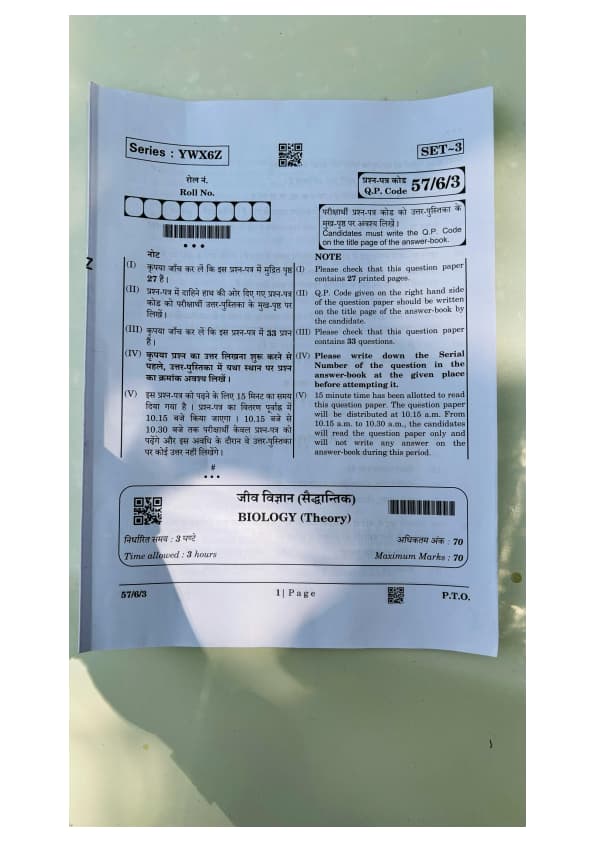 Series : YWX6Z
SET~3
रोल नं.
Roll No.
प्रश्न-पत्र कोड
Q.P. Code 57/6/3
परीक्षार्थी प्रश्न-पत्र कोड को उत्तर-पुस्तिका के
मुख-पृष्ठ पर अवश्य लिखें।
Candidates must write the Q.P. Code
on the title page of the answer-book.
Z
नोट
(I) कृपया जाँच कर लें कि इस प्रश्न-पत्र में मुद्रित पृष्ठ
27 हैं।
(II) प्रश्न-पत्र में दाहिने हाथ की ओर दिए गए प्रश्न-पत्र
कोड को परीक्षार्थी उत्तर-पुस्तिका के मुख-पृष्ठ पर
लिखें।
(III) कृपया जाँच कर लें कि इस प्रश्न-पत्र में 33 प्रश्न
हैं।
(IV) कृपया प्रश्न का उत्तर लिखना शुरू करने से
पहले, उत्तर-पुस्तिका में यथा स्थान पर प्रश्न
का क्रमांक अवश्य लिखें।
(V) इस प्रश्न-पत्र को पढ़ने के लिए 15 मिनट का समय
दिया गया है । प्रश्न-पत्र का वितरण पूर्वाह्न में
10.15 बजे किया जाएगा । 10.15 बजे से
10.30 बजे तक परीक्षार्थी केवल प्रश्न-पत्र को
पढ़ेंगे और इस अवधि के दौरान वे उत्तर-पुस्तिका
पर कोई उत्तर नहीं लिखेंगे।
NOTE
(I) Please check that this question paper
contains 27 printed pages.
(II) Q.P. Code given on the right hand side
of the question paper should be written
on the title page of the answer-book by
the candidate.
(III) Please check that this question paper
contains 33 questions.
(IV) Please write down the Serial
Number of the question in the
answer-book at the given place
before attempting it.
(V) 15 minute time has been allotted to read
this question paper. The question paper
will be distributed at 10.15 a.m. From
10.15 a.m. to 10.30 a.m., the candidates
will read the question paper only and
will not write any answer on the
answer-book during this period.
#
जीव विज्ञान (सैद्धान्तिक)
BIOLOGY (Theory)
निर्धारित समय : 3 घण्टे
अधिकतम अंक : 70
Time allowed : 3 hours
Maximum Marks : 70
57/6/3
1 | Page
P.T.O.